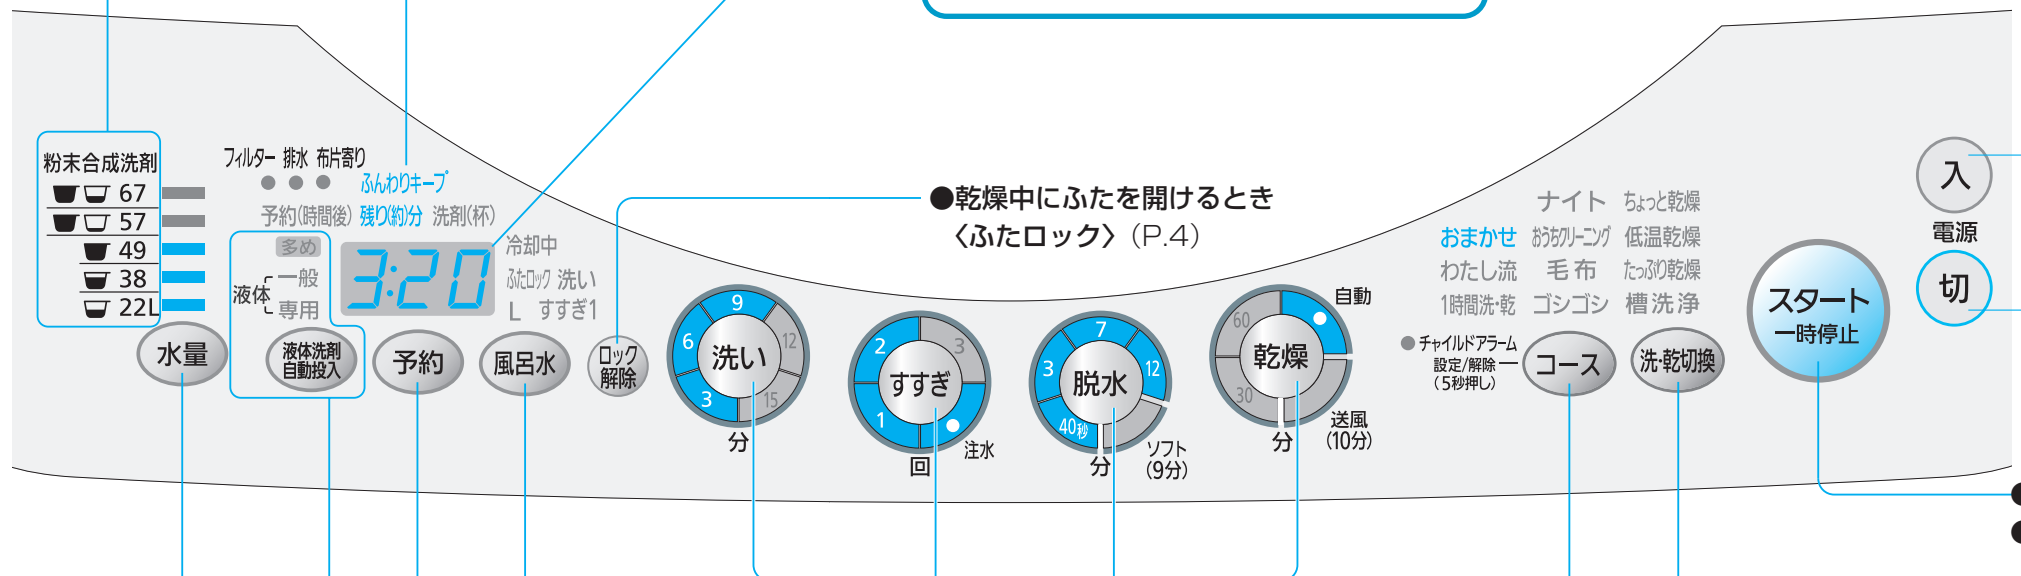 粉末合成洗剤
67
57
49
38
22L
水量
フィルター 排水 布片寄り
ふんわりキープ
予約(時間後) 残り(約)分 洗剤(杯)
多め
液体
一般
専用
3:20
冷却中
ふたロック 洗い
L すすぎ1
液体洗剤
自動投入
予約
風呂水
ロック
解除
●乾燥中にふたを開けるとき
〈ふたロック〉(P.4)
洗い
3
6
9
12
15
分
すすぎ
1
2
3
注水
回
脱水
40秒
3
7
12
分
ソフト
(9分)
乾燥
自動
60
30
分
送風
(10分)
ナイト ちょっと乾燥
おまかせ おうちクリーニング 低温乾燥
わたし流 毛布 たっぷり乾燥
1時間洗・乾 ゴシゴシ 槽洗浄
チャイルドアラーム
設定/解除
(5秒押し)
コース
洗・乾切換
スタート
一時停止
入
電源
切